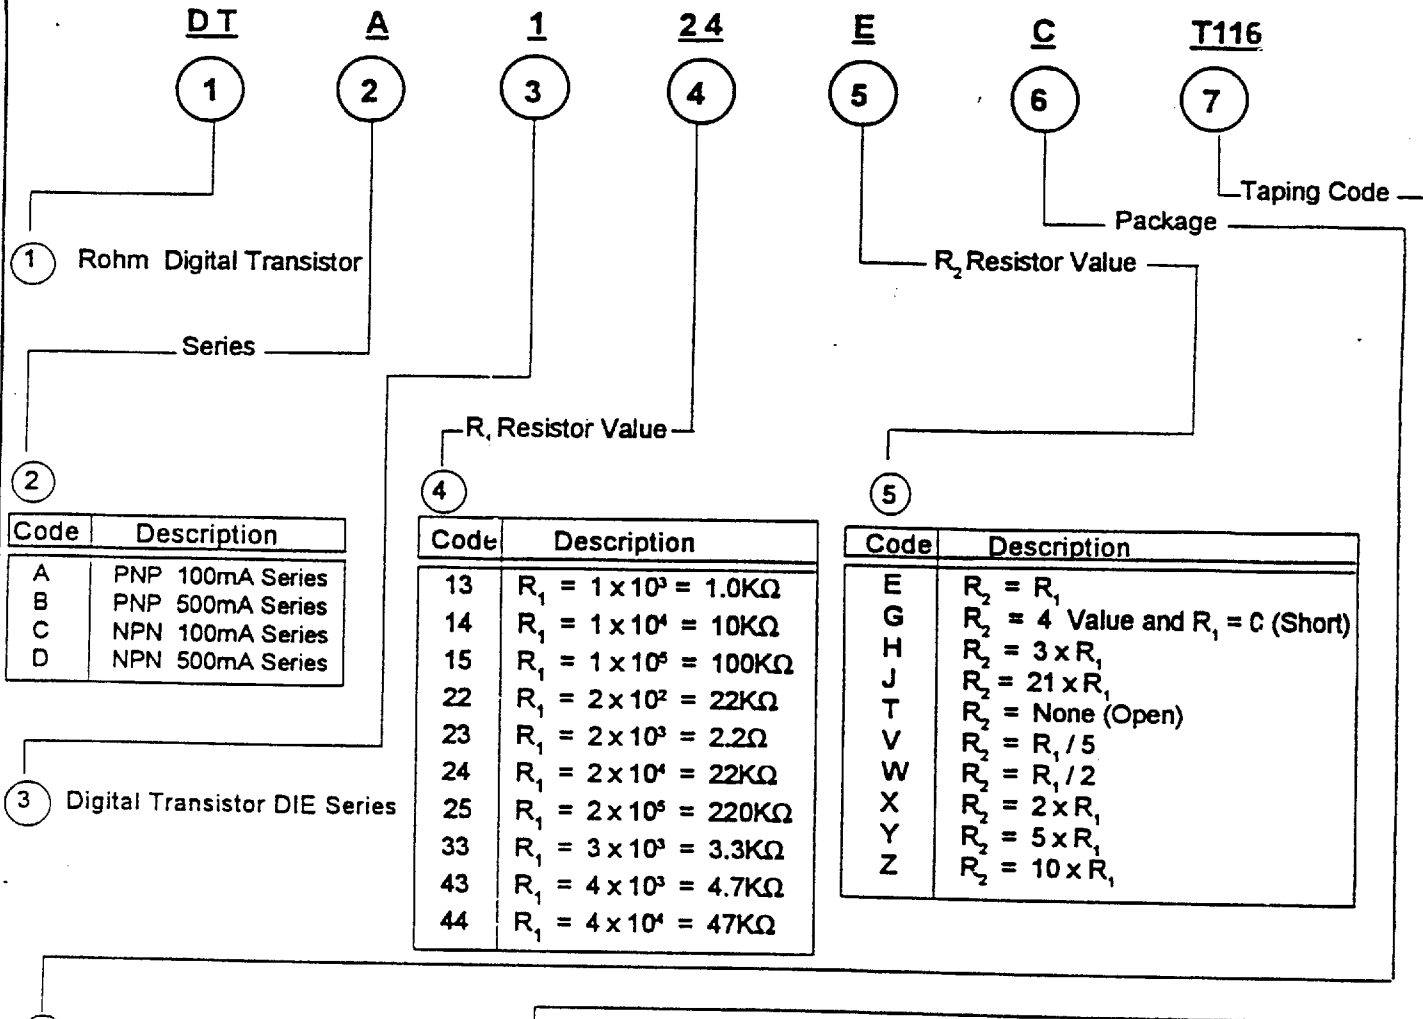 DT A 1 24 E C T116
1 2 3 4 5 6 7
Taping Code
Package
1 Rohm Digital Transistor
R2 Resistor Value
Series
R1 Resistor Value
2
4
5
Code Description
A PNP 100mA Series
B PNP 500mA Series
C NPN 100mA Series
D NPN 500mA Series
3 Digital Transistor DIE Series
Code Description
13 R1 = 1 x 10³ = 1.0KΩ
14 R1 = 1 x 10⁴ = 10KΩ
15 R1 = 1 x 10⁵ = 100KΩ
22 R1 = 2 x 10² = 22KΩ
23 R1 = 2 x 10³ = 2.2Ω
24 R1 = 2 x 10⁴ = 22KΩ
25 R1 = 2 x 10⁵ = 220KΩ
33 R1 = 3 x 10³ = 3.3KΩ
43 R1 = 4 x 10³ = 4.7KΩ
44 R1 = 4 x 10⁴ = 47KΩ
Code Description
E R2 = R1
G R2 = 4 Value and R1 = C (Short)
H R2 = 3 x R1
J R2 = 21 x R1
T R2 = None (Open)
V R2 = R1 / 5
W R2 = R1 / 2
X R2 = 2 x R1
Y R2 = 5 x R1
Z R2 = 10 x R1